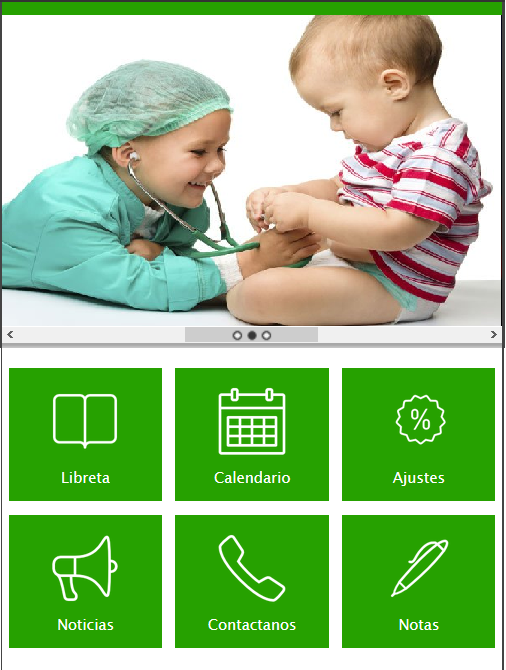 Libreta
Calendario
%
Ajustes
Noticias
Contactanos
Notas